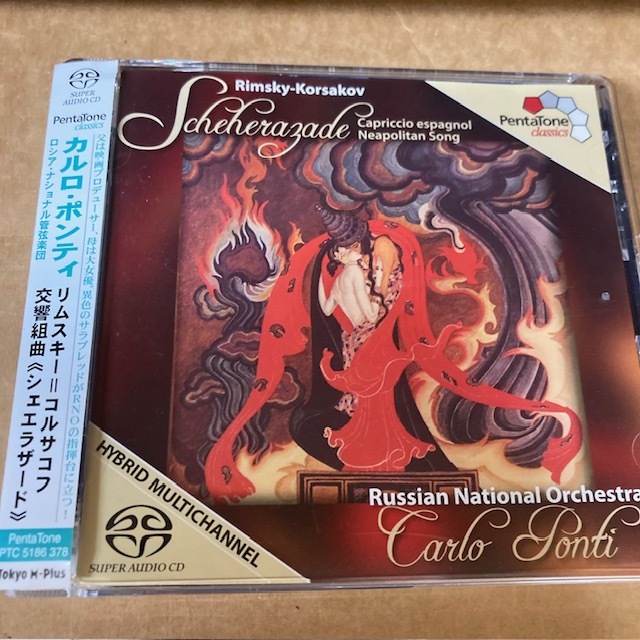 SUPER
AUDIO CD
PentaTone
classics
父は映画プロデューサー、母は大女優、異色のサラブレッドがRNOの指揮台に立つ!
カルロ・ポンティ
ロシア・ナショナル管弦楽団
リムスキー=コルサコフ
交響組曲《シェエラザード》
PentaTone
PTC 5186 378
Tokyo M-Plus
Rimsky-Korsakov
Scheherazade
Capriccio espagnol
Neapolitan Song
PentaTone
classics
HYBRID MULTICHANNEL
SUPER AUDIO CD
Russian National Orchestra
Carlo Ponti